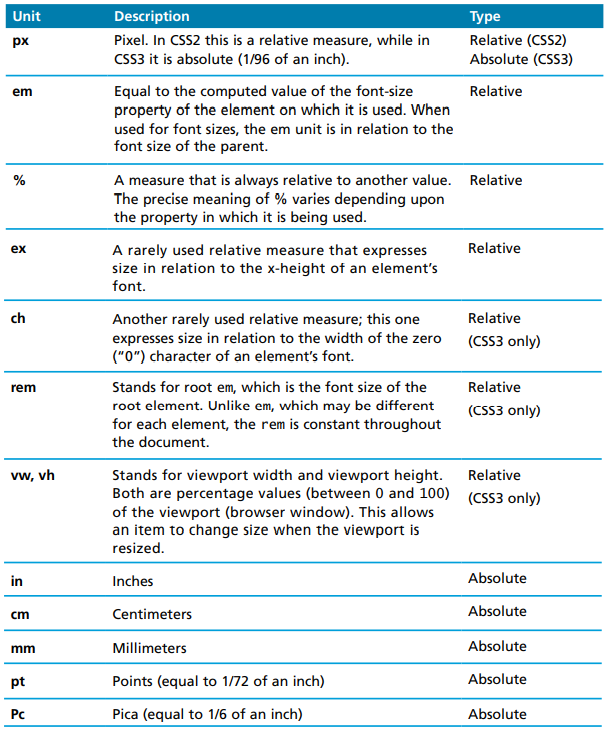 Unit Description Type
px Pixel. In CSS2 this is a relative measure, while in Relative (CSS2)
CSS3 it is absolute (1/96 of an inch). Absolute (CSS3)
em Equal to the computed value of the font-size Relative
property of the element on which it is used. When
used for font sizes, the em unit is in relation to the
font size of the parent.
% A measure that is always relative to another value. Relative
The precise meaning of % varies depending upon
the property in which it is being used.
ex A rarely used relative measure that expresses Relative
size in relation to the x-height of an element’s
font.
ch Another rarely used relative measure; this one Relative
expresses size in relation to the width of the zero (CSS3 only)
(“0”) character of an element’s font.
rem Stands for root em, which is the font size of the Relative
root element. Unlike em, which may be different (CSS3 only)
for each element, the rem is constant throughout
the document.
vw, vh Stands for viewport width and viewport height. Relative
Both are percentage values (between 0 and 100) (CSS3 only)
of the viewport (browser window). This allows
an item to change size when the viewport is
resized.
in Inches Absolute
cm Centimeters Absolute
mm Millimeters Absolute
pt Points (equal to 1/72 of an inch) Absolute
Pc Pica (equal to 1/6 of an inch) Absolute